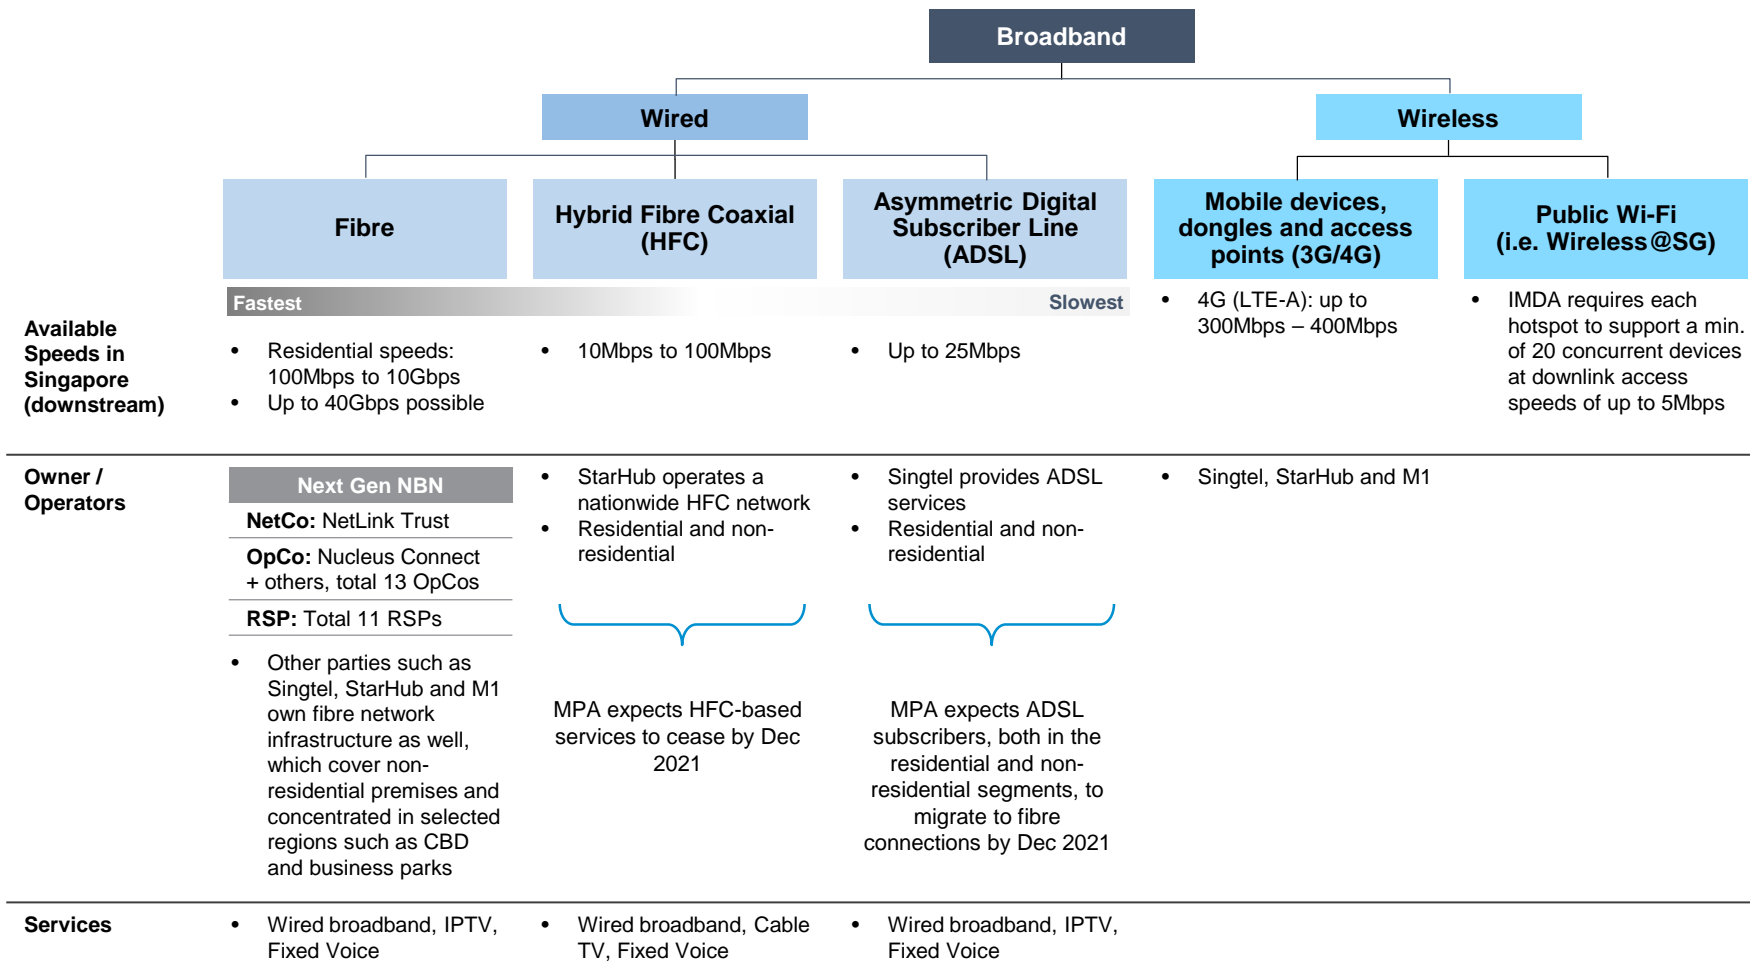 Broadband
Wired
Wireless
Fibre
Hybrid Fibre Coaxial
(HFC)
Asymmetric Digital
Subscriber Line
(ADSL)
Mobile devices,
dongles and access
points (3G/4G)
Public Wi-Fi
(i.e. Wireless@SG)
Fastest
Slowest
Available
Speeds in
Singapore
(downstream)
• Residential speeds:
100Mbps to 10Gbps
• Up to 40Gbps possible
• 10Mbps to 100Mbps
• Up to 25Mbps
• 4G (LTE-A): up to
300Mbps – 400Mbps
• IMDA requires each
hotspot to support a min.
of 20 concurrent devices
at downlink access
speeds of up to 5Mbps
Owner /
Operators
Next Gen NBN
NetCo: NetLink Trust
OpCo: Nucleus Connect
+ others, total 13 OpCos
RSP: Total 11 RSPs
• Other parties such as
Singtel, StarHub and M1
own fibre network
infrastructure as well,
which cover non-
residential premises and
concentrated in selected
regions such as CBD
and business parks
• StarHub operates a
nationwide HFC network
• Residential and non-
residential
MPA expects HFC-based
services to cease by Dec
2021
• Singtel provides ADSL
services
• Residential and non-
residential
MPA expects ADSL
subscribers, both in the
residential and non-
residential segments, to
migrate to fibre
connections by Dec 2021
• Singtel, StarHub and M1
Services
• Wired broadband, IPTV,
Fixed Voice
• Wired broadband, Cable
TV, Fixed Voice
• Wired broadband, IPTV,
Fixed Voice